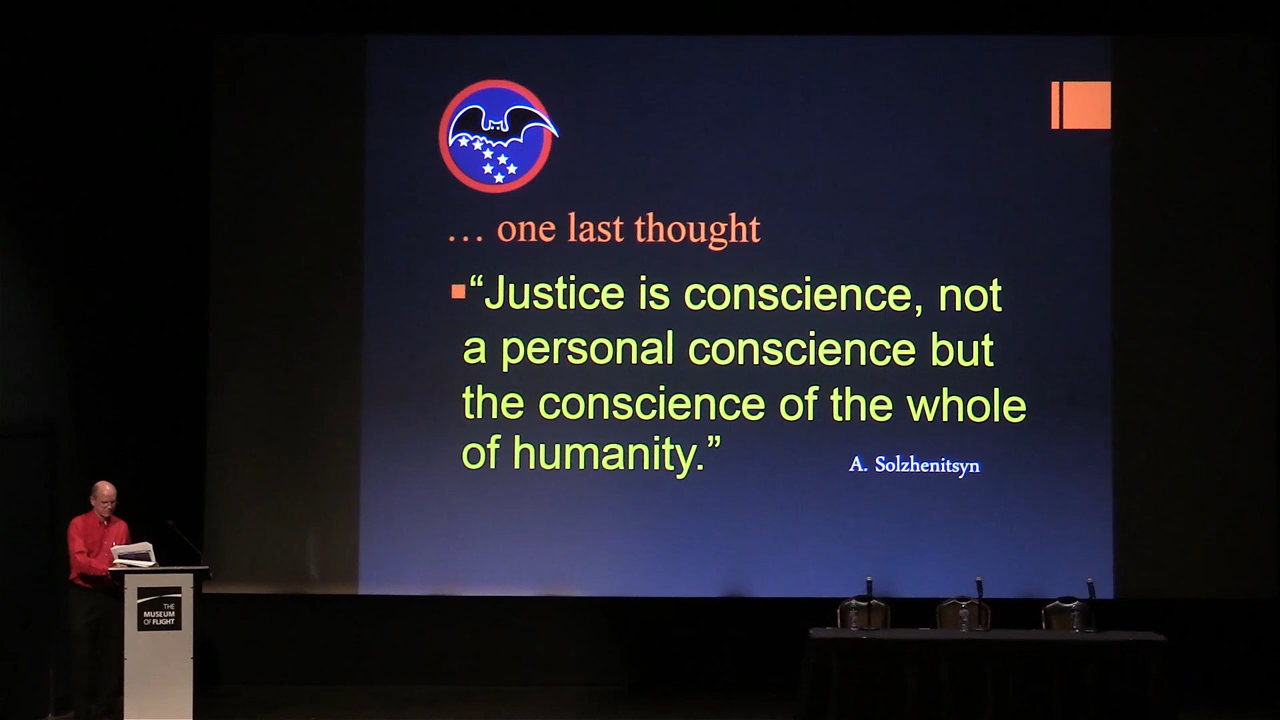 … one last thought
“Justice is conscience, not
a personal conscience but
the conscience of the whole
of humanity.”
A. Solzhenitsyn
THE
MUSEUM
OF FLIGHT